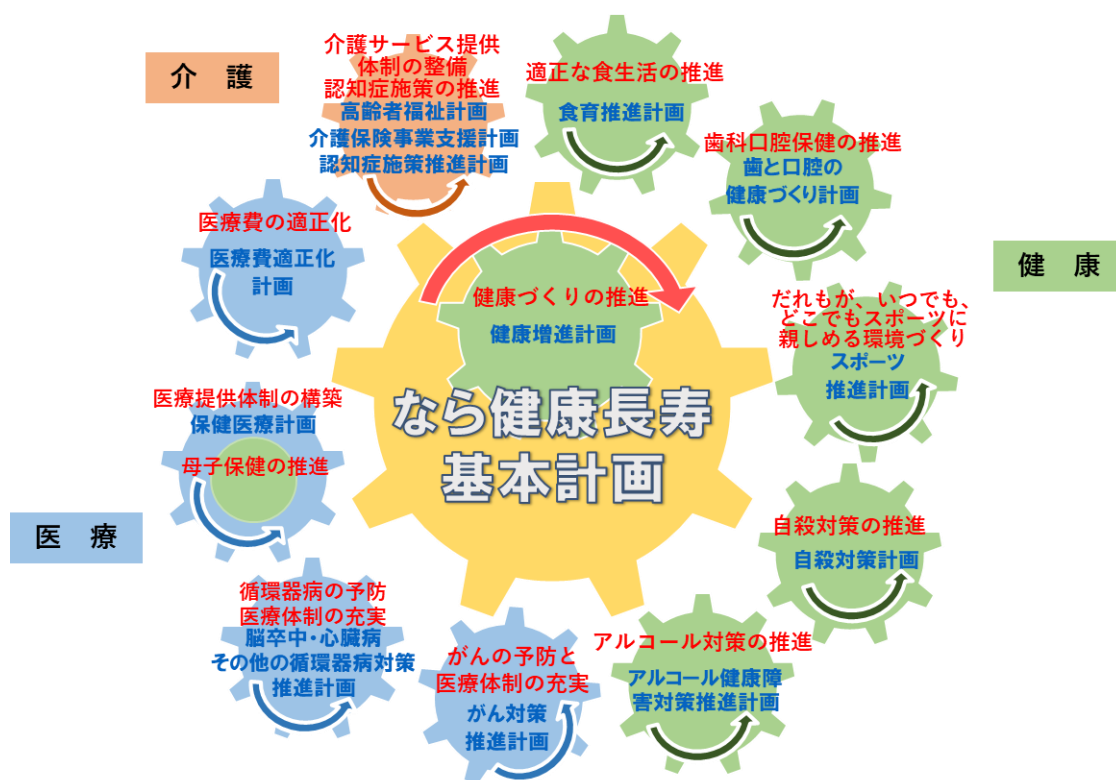 介 護
介護サービス提供
体制の整備
認知症施策の推進
高齢者福祉計画
介護保険事業支援計画
認知症施策推進計画
適正な食生活の推進
食育推進計画
歯科口腔保健の推進
歯と口腔の
健康づくり計画
健 康
だれもが、いつでも、
どこでもスポーツに
親しめる環境づくり
スポーツ
推進計画
自殺対策の推進
自殺対策計画
アルコール対策の推進
アルコール健康障
害対策推進計画
がんの予防と
医療体制の充実
がん対策
推進計画
循環器病の予防
医療体制の充実
脳卒中・心臓病
その他の循環器病対策
推進計画
医 療
医療提供体制の構築
保健医療計画
母子保健の推進
医療費の適正化
医療費適正化
計画
健康づくりの推進
健康増進計画
なら健康長寿
基本計画